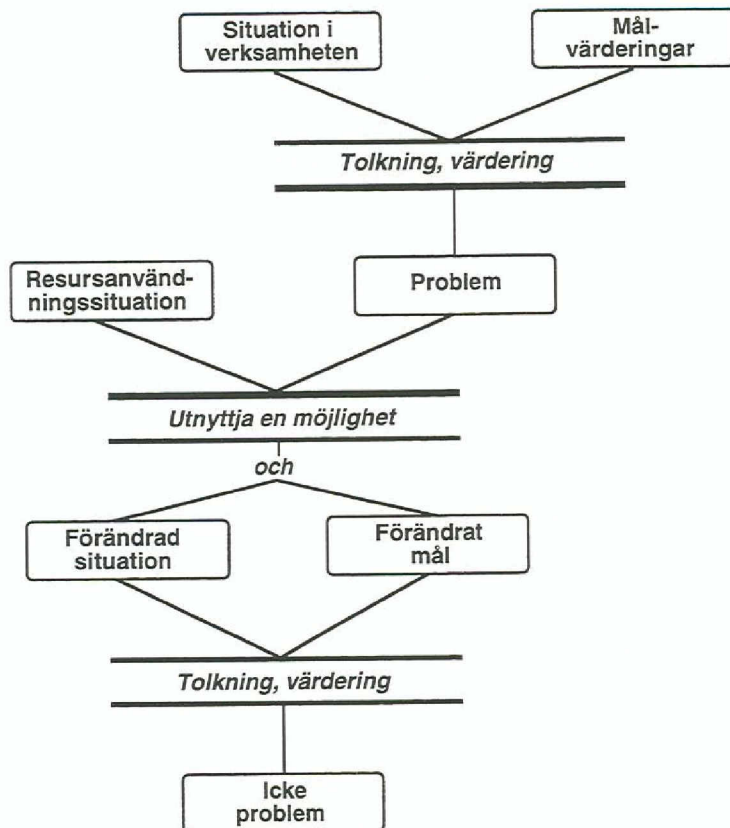 Situation i
verksamheten
Mål-
värderingar
Tolkning, värdering
Resursanvänd-
ningssituation
Problem
Utnyttja en möjlighet
och
Förändrad
situation
Förändrat
mål
Tolkning, värdering
Icke
problem